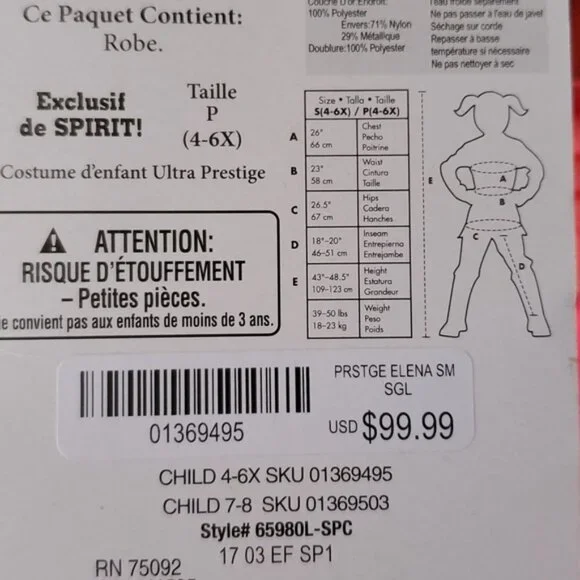 Ce Paquet Contient:
Robe.
Exclusif
de SPIRIT!
Taille
P
(4-6X)
Costume d'enfant Ultra Prestige
ATTENTION:
RISQUE D'ÉTOUFFEMENT
– Petites pièces.
convient pas aux enfants de moins de 3 ans.
100% Polyester
Envers:71% Nylon
29% Métallique
Doublure:100% Polyester
Ne pas passer à l'eau de javel
Séchage sur corde
Repasser à basse
température si nécessaire
Ne pas nettoyer à sec
Size • Talla • Taille
S(4-6X) / P(4-6X)
A
26"
66 cm
Chest
Pecho
Poitrine
B
23"
58 cm
Waist
Cintura
Taille
C
26.5"
67 cm
Hips
Cadera
Hanches
D
18"-20"
46-51 cm
Inseam
Entrepierna
Entrejambe
E
43"-48.5"
109-123 cm
Height
Estatura
Grandeur
39-50 lbs
18-23 kg
Weight
Peso
Poids
E
A
B
C
D
01369495
PRSTGE ELENA SM
SGL
USD $99.99
CHILD 4-6X SKU 01369495
CHILD 7-8 SKU 01369503
Style# 65980L-SPC
17 03 EF SP1
RN 75092